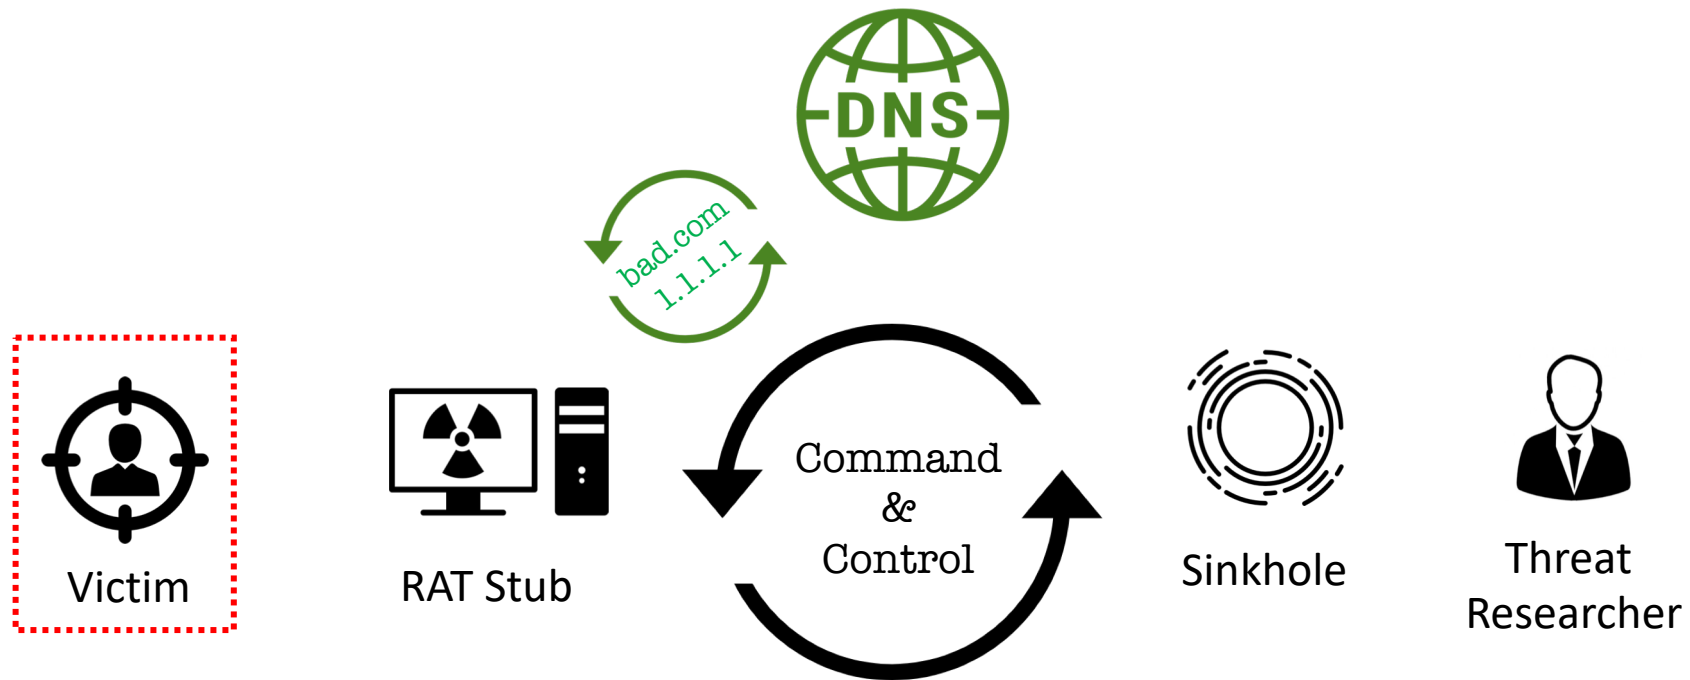 DNS
bad.com
1.1.1.1
Command
&
Control
Victim
RAT Stub
Sinkhole
Threat
Researcher